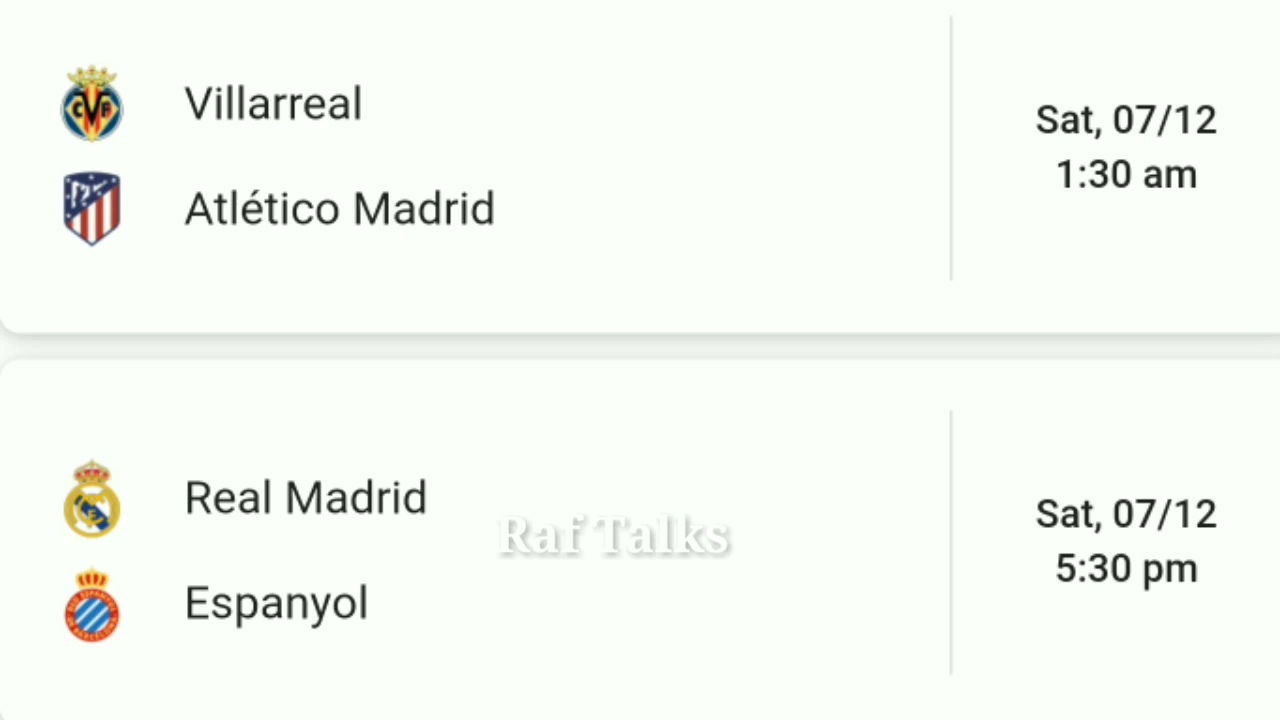 Villarreal
Atlético Madrid
Sat, 07/12
1:30 am
Real Madrid
Espanyol
Sat, 07/12
5:30 pm
Raf Talks